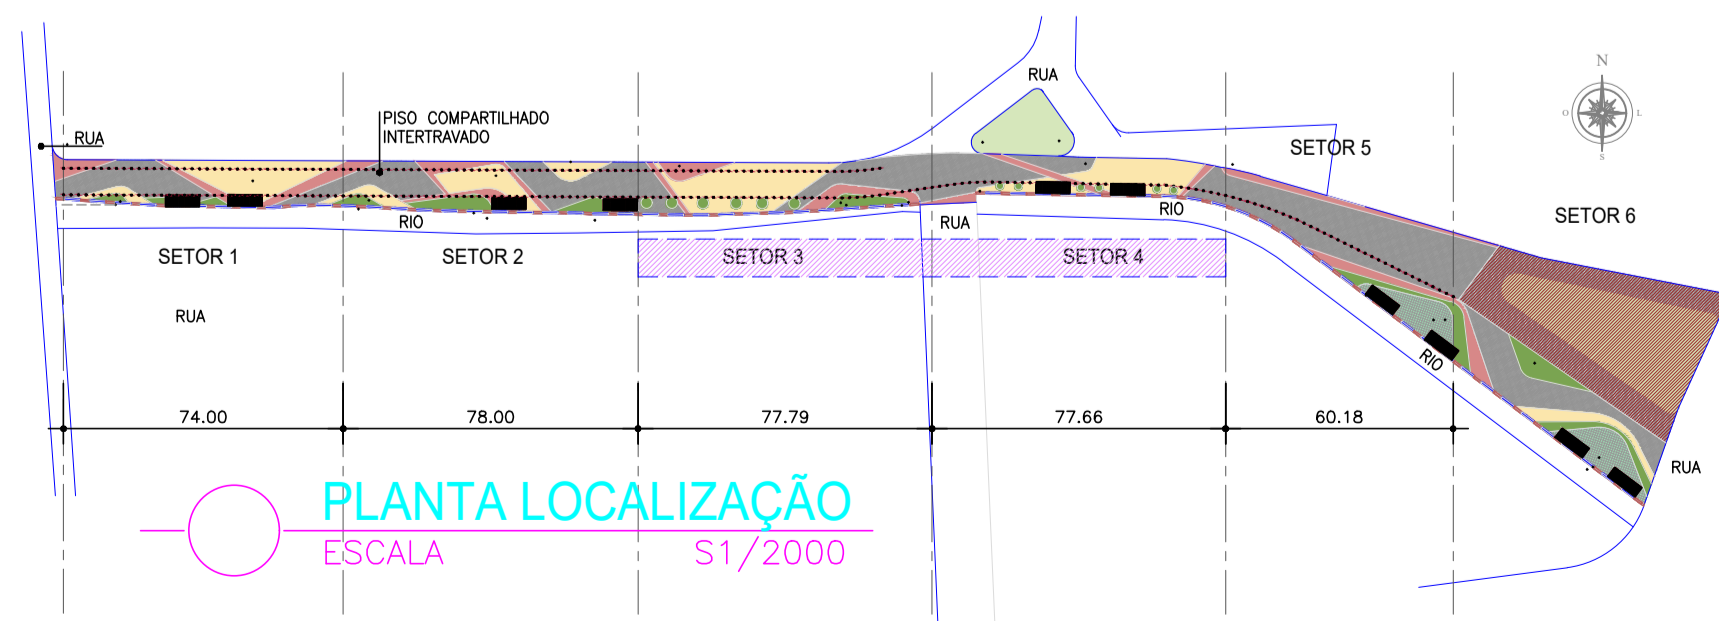 N
O
L
S
RUA
RUA
PISO COMPARTILHADO
INTERTRAVADO
SETOR 5
SETOR 6
RIO
RUA
RIO
SETOR 1
SETOR 2
SETOR 3
SETOR 4
RUA
RIO
74.00
78.00
77.79
77.66
60.18
RUA
PLANTA LOCALIZAÇÃO
ESCALA
S1/2000